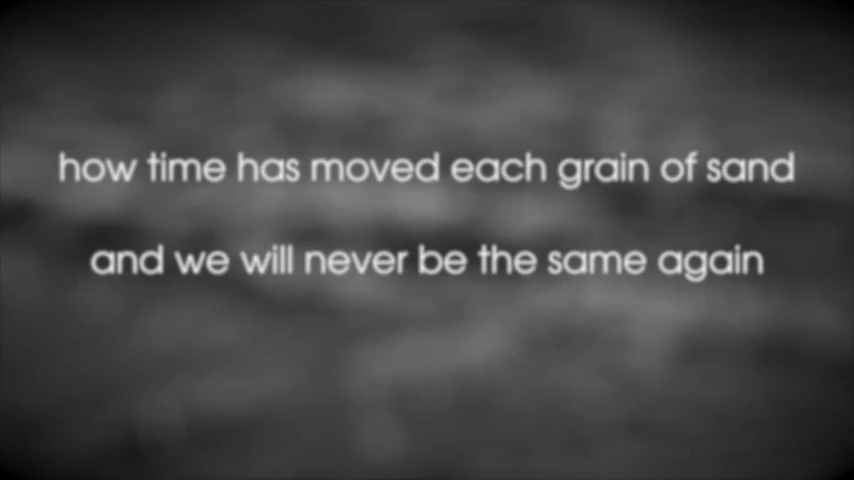 how time has moved each grain of sand
and we will never be the same again